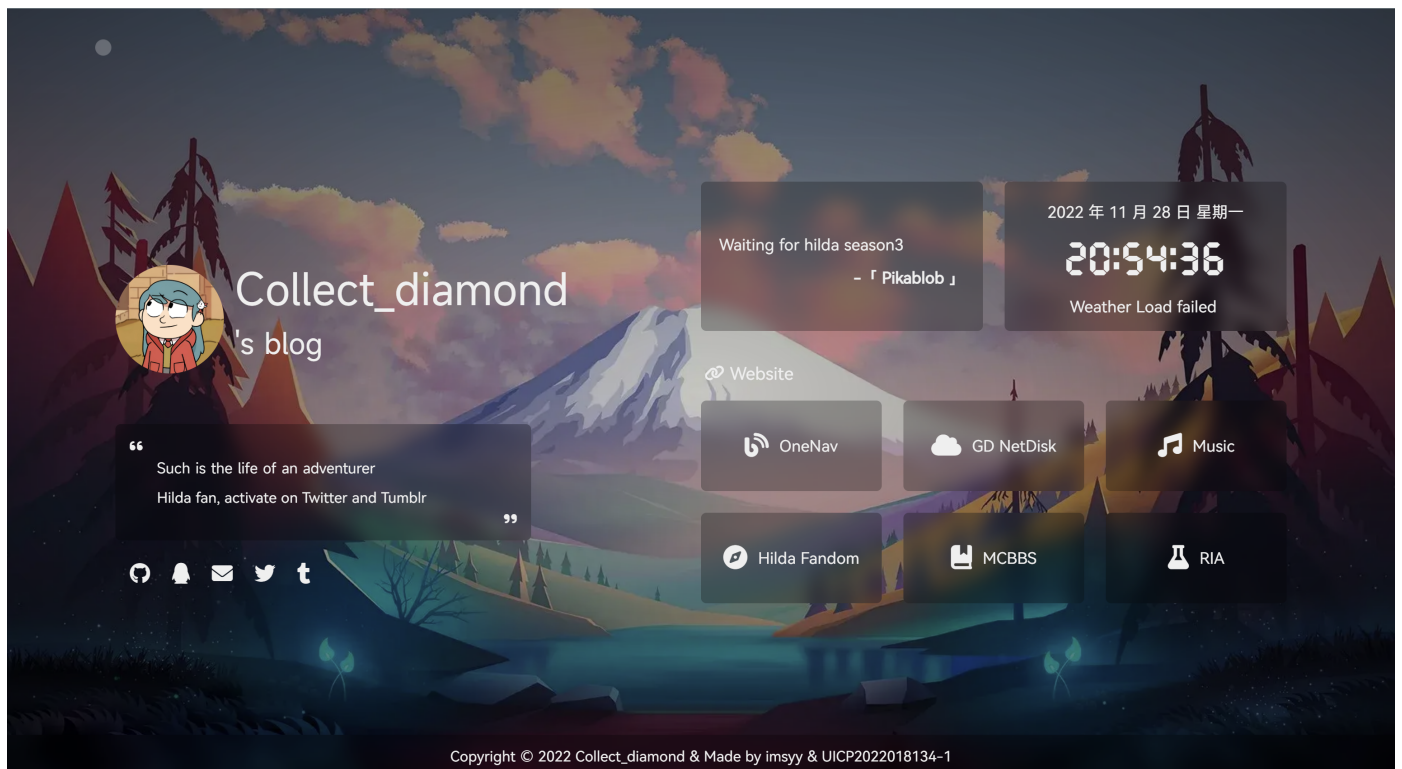 Collect_diamond
's blog
“
Such is the life of an adventurer
Hilda fan, activate on Twitter and Tumblr
”
Waiting for hilda season3
-「 Pikablob 」
2022 年 11 月 28 日 星期一
20:54:36
Weather Load failed
Website
OneNav
GD NetDisk
Music
Hilda Fandom
MCBBS
RIA
Copyright © 2022 Collect_diamond & Made by imsyy & UICP2022018134-1